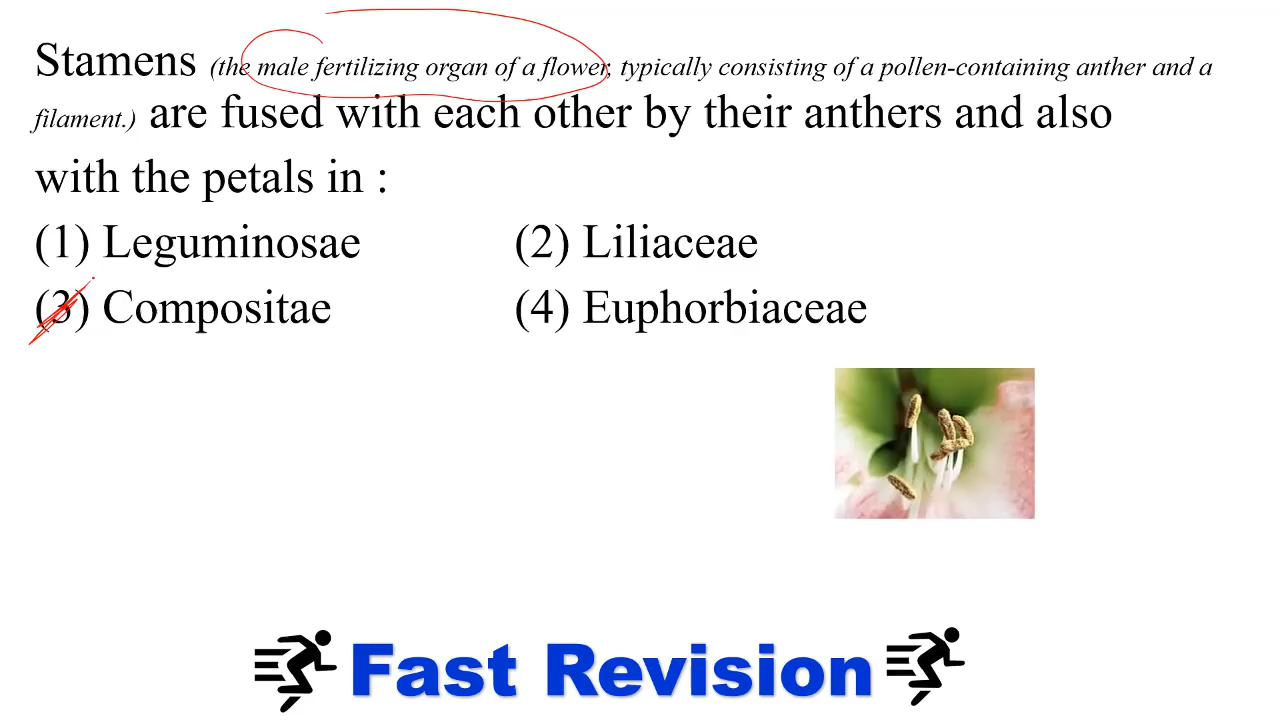 Stamens (the male fertilizing organ of a flower, typically consisting of a pollen-containing anther and a
filament.) are fused with each other by their anthers and also
with the petals in :
(1) Leguminosae (2) Liliaceae
(3) Compositae (4) Euphorbiaceae
Fast Revision